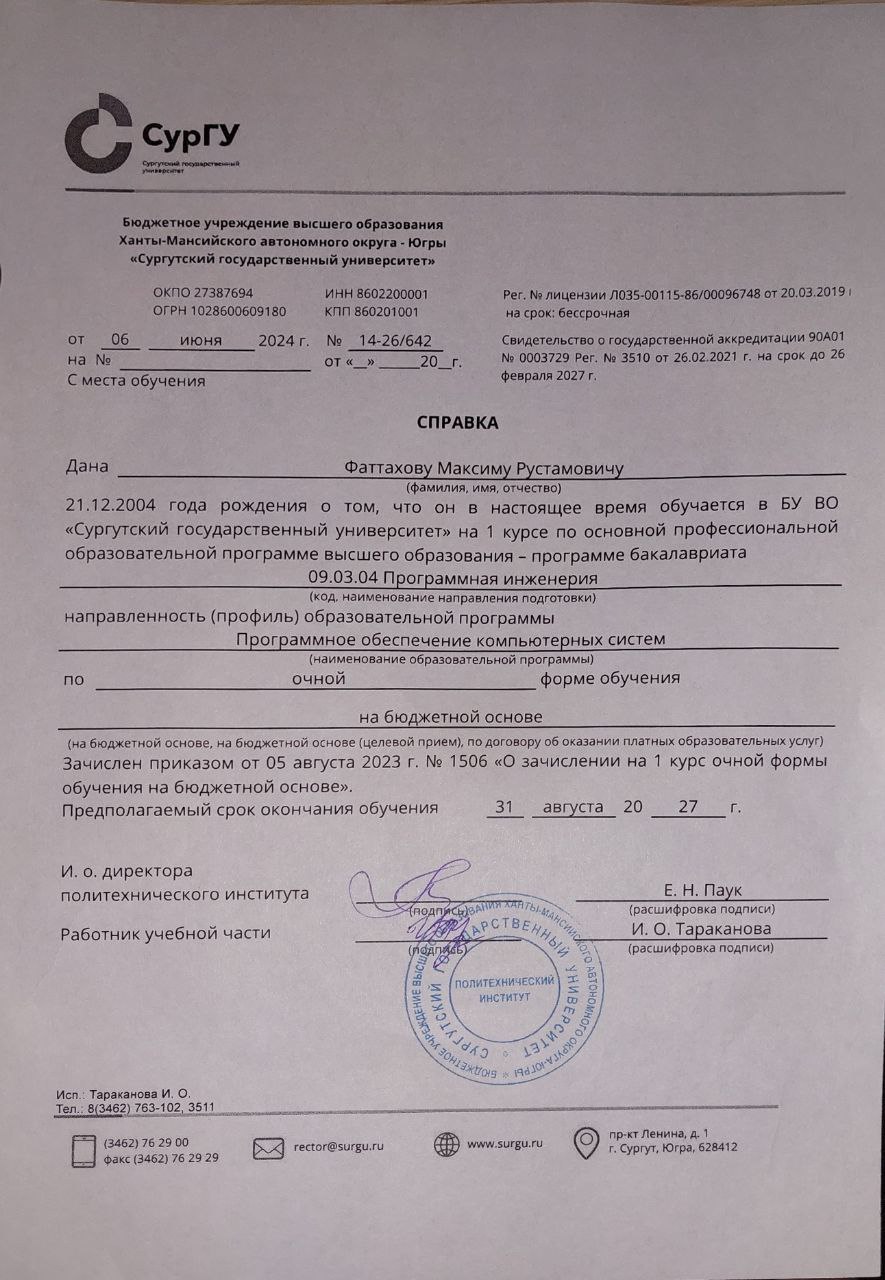 СурГУ
Сургутский государственный
университет
Бюджетное учреждение высшего образования
Ханты-Мансийского автономного округа - Югры
«Сургутский государственный университет»
ОКПО 27387694 ИНН 8602200001
ОГРН 1028600609180 КПП 860201001
Рег. № лицензии Л035-00115-86/00096748 от 20.03.2019
на срок: бессрочная
от 06 июня 2024 г. № 14-26/642
на № от «__» ______20__г.
С места обучения
Свидетельство о государственной аккредитации 90А01
№ 0003729 Рег. № 3510 от 26.02.2021 г. на срок до 26
февраля 2027 г.
СПРАВКА
Дана Фаттахову Максиму Рустамовичу
(фамилия, имя, отчество)
21.12.2004 года рождения о том, что он в настоящее время обучается в БУ ВО
«Сургутский государственный университет» на 1 курсе по основной профессиональной
образовательной программе высшего образования – программе бакалавриата
09.03.04 Программная инженерия
(код, наименование направления подготовки)
направленность (профиль) образовательной программы
Программное обеспечение компьютерных систем
(наименование образовательной программы)
по очной форме обучения
на бюджетной основе
(на бюджетной основе, на бюджетной основе (целевой прием), по договору об оказании платных образовательных услуг)
Зачислен приказом от 05 августа 2023 г. № 1506 «О зачислении на 1 курс очной формы
обучения на бюджетной основе».
Предполагаемый срок окончания обучения 31 августа 20 27 г.
И. о. директора
политехнического института Е. Н. Паук
(подпись) (расшифровка подписи)
Работник учебной части И. О. Тараканова
(подпись) (расшифровка подписи)
БЮДЖЕТНОЕ УЧРЕЖДЕНИЕ ВЫСШЕГО ОБРАЗОВАНИЯ ХАНТЫ-МАНСИЙСКОГО АВТОНОМНОГО ОКРУГА-ЮГРЫ
СУРГУТСКИЙ ГОСУДАРСТВЕННЫЙ УНИВЕРСИТЕТ
ПОЛИТЕХНИЧЕСКИЙ
ИНСТИТУТ
Исп.: Тараканова И. О.
Тел.: 8(3462) 763-102, 3511
(3462) 76 29 00
факс (3462) 76 29 29
rector@surgu.ru
www.surgu.ru
пр-кт Ленина, д. 1
г. Сургут, Югра, 628412